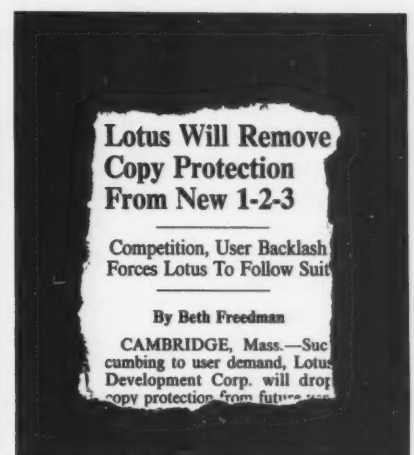 Lotus Will Remove
Copy Protection
From New 1-2-3
Competition, User Backlash
Forces Lotus To Follow Suit
By Beth Freedman
CAMBRIDGE, Mass.—Suc
cumbing to user demand, Lotus
Development Corp. will drop
copy protection from future